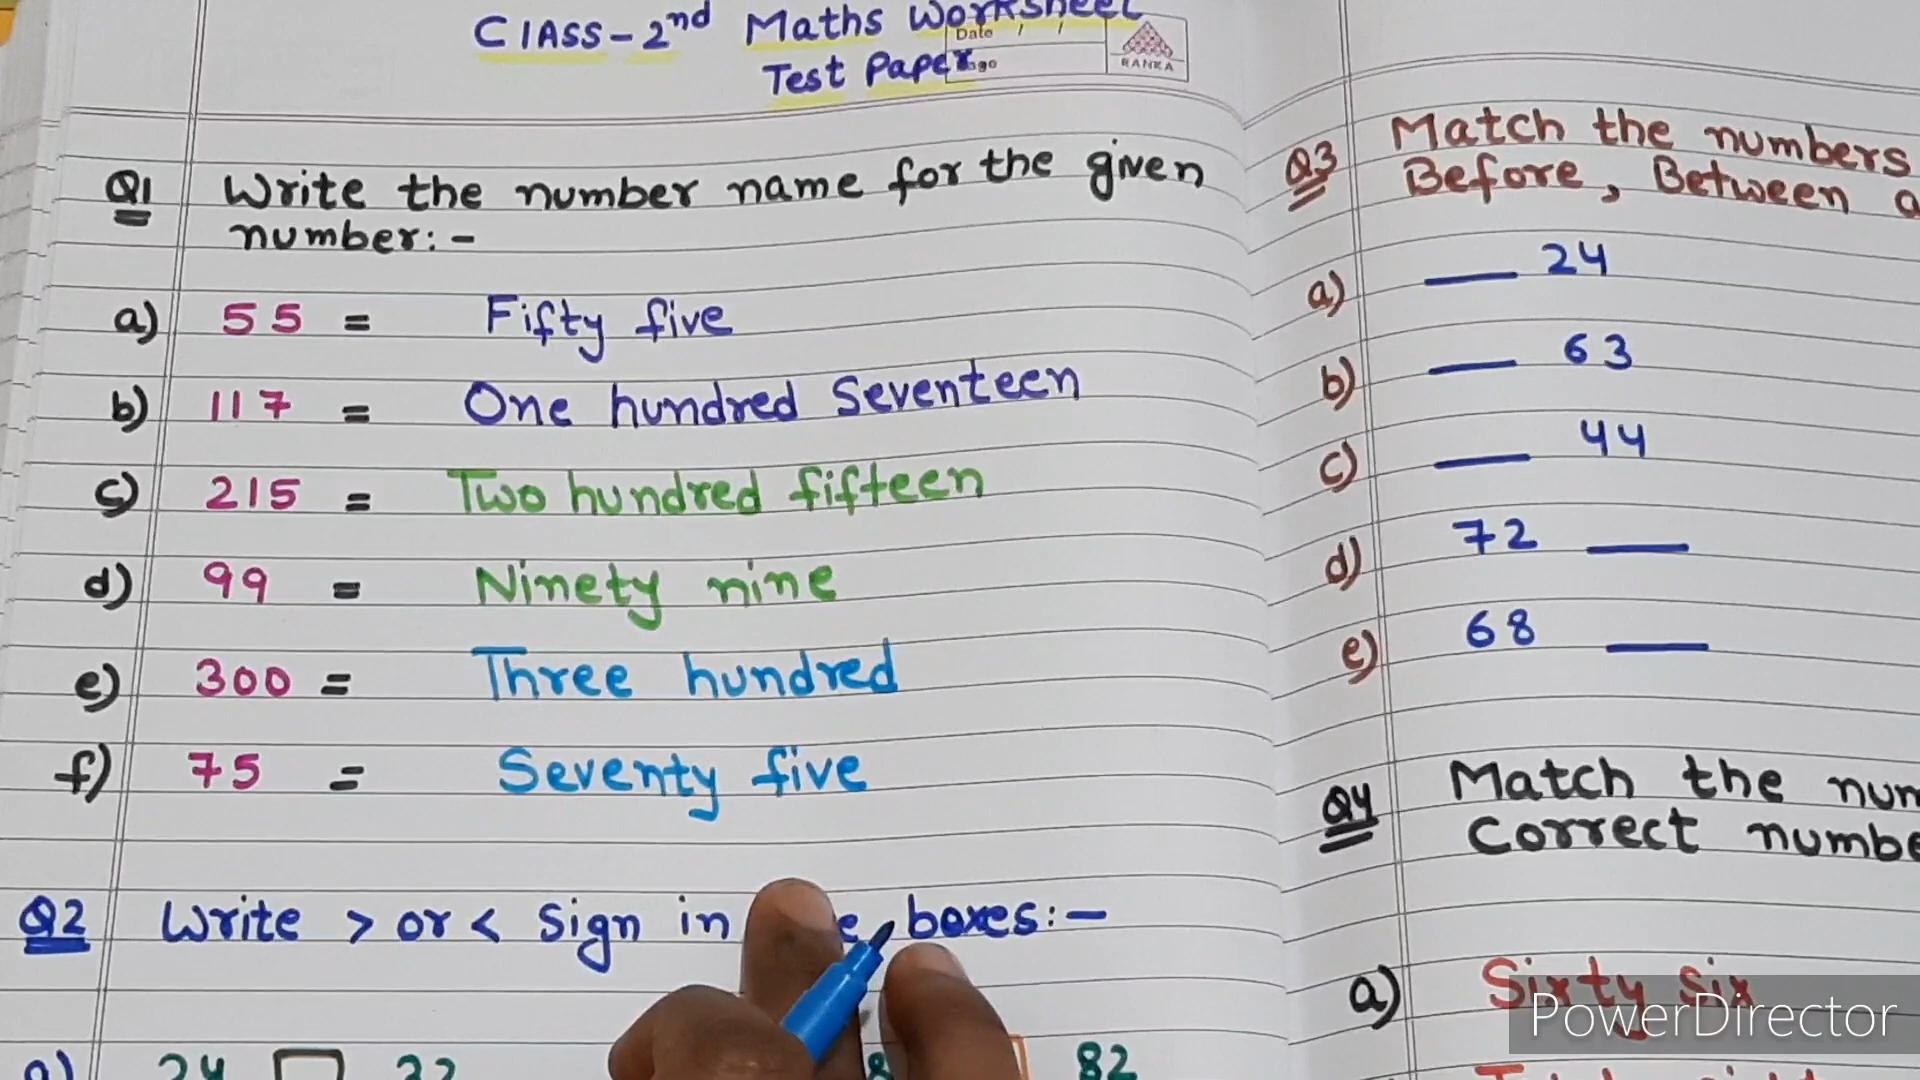 CLASS-2nd Maths Worksheet
Test Paper
Date / /
RANKA
Q1 Write the number name for the given
number:-
a) 55 = Fifty five
b) 117 = One hundred Seventeen
c) 215 = Two hundred fifteen
d) 99 = Ninety nine
e) 300 = Three hundred
f) 75 = Seventy five
Q2 Write > or < Sign in boxes:-
a) 24 82
Q3 Match the numbers
Before, Between
a) ___ 24
b) ___ 63
c) ___ 44
d) 72 ___
e) 68 ___
Q4 Match the
Correct
a) Sixty six
PowerDirector